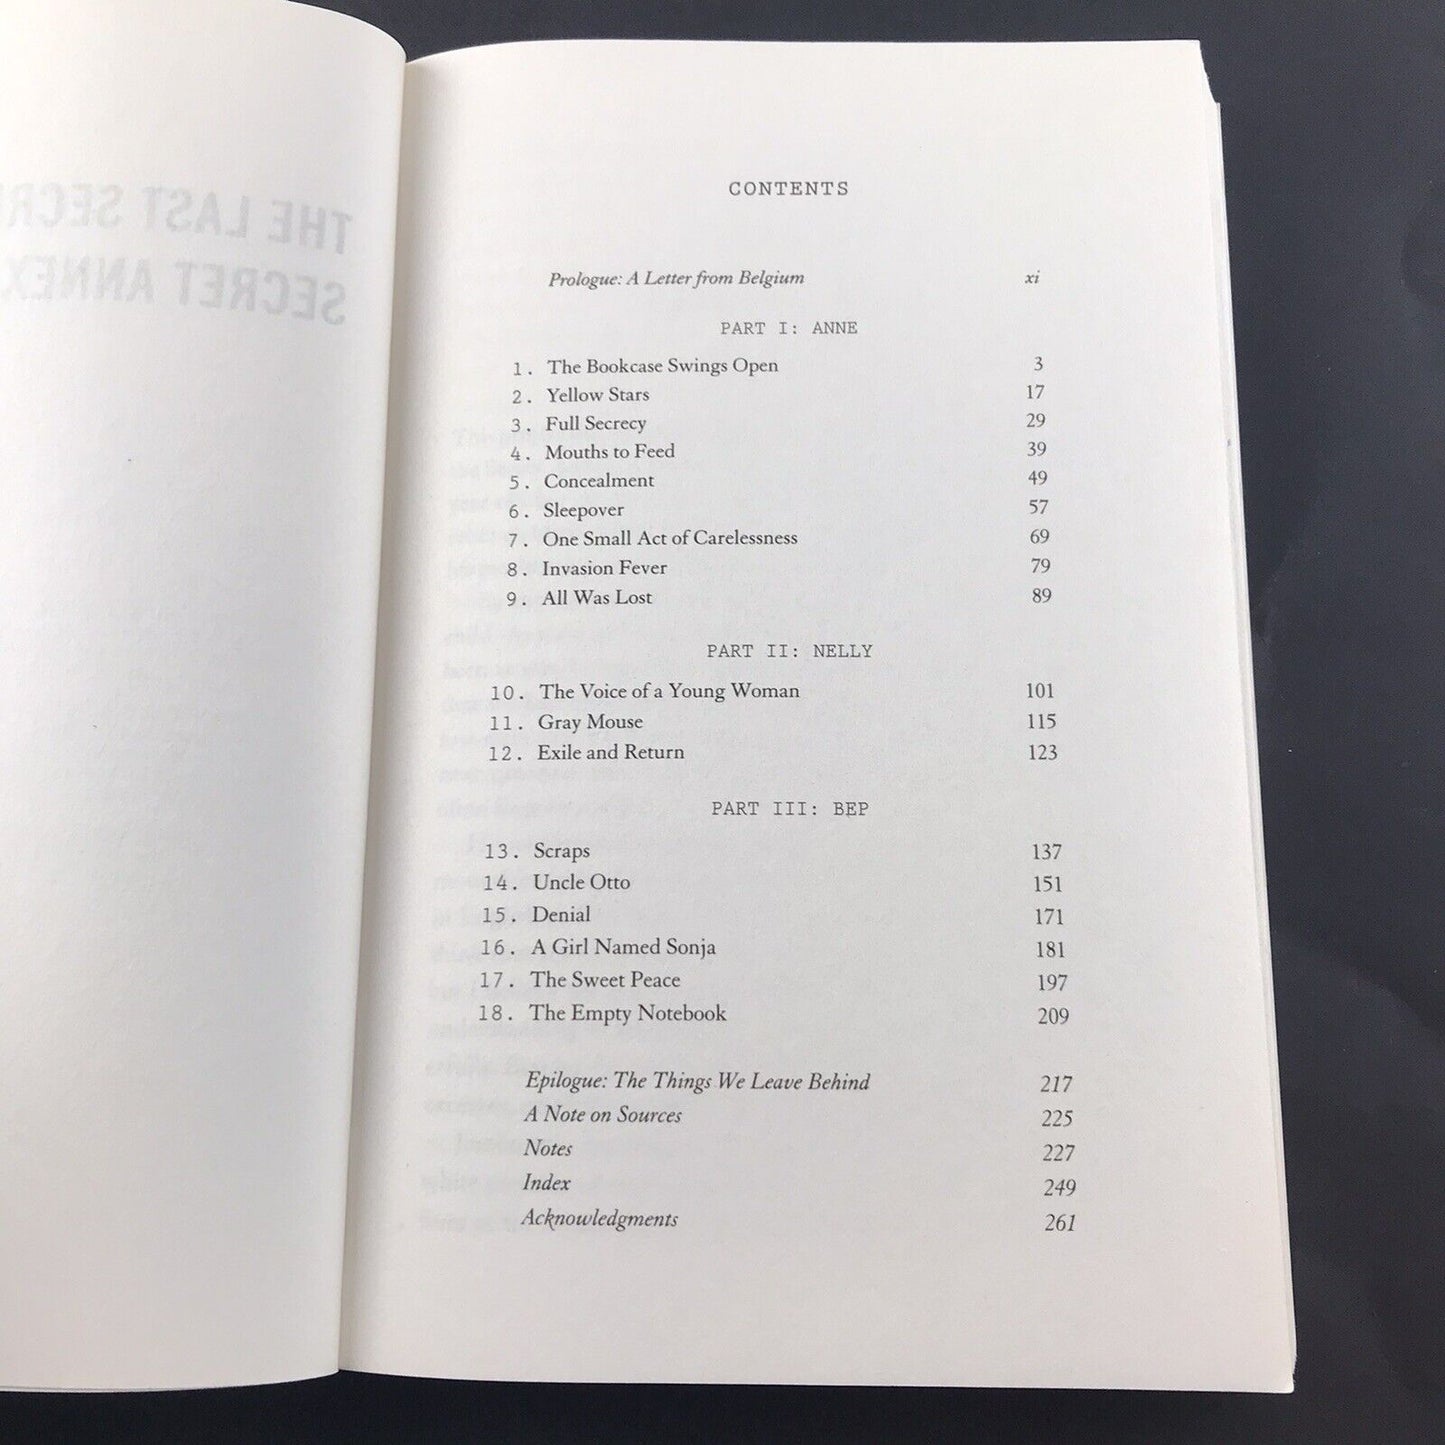 THE LAST SECR
SECRET ANNEX
CONTENTS
Prologue: A Letter from Belgium xi
PART I: ANNE
1. The Bookcase Swings Open 3
2. Yellow Stars 17
3. Full Secrecy 29
4. Mouths to Feed 39
5. Concealment 49
6. Sleepover 57
7. One Small Act of Carelessness 69
8. Invasion Fever 79
9. All Was Lost 89
PART II: NELLY
10. The Voice of a Young Woman 101
11. Gray Mouse 115
12. Exile and Return 123
PART III: BEP
13. Scraps 137
14. Uncle Otto 151
15. Denial 171
16. A Girl Named Sonja 181
17. The Sweet Peace 197
18. The Empty Notebook 209
Epilogue: The Things We Leave Behind 217
A Note on Sources 225
Notes 227
Index 249
Acknowledgments 261